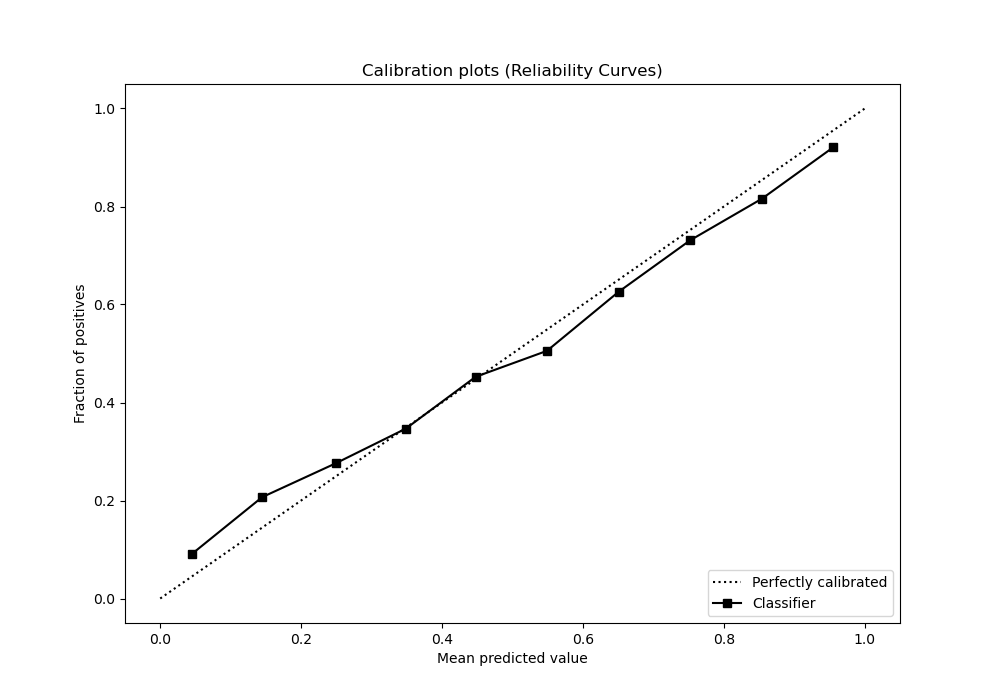 Calibration plots (Reliability Curves)
1.0
0.8
0.6
0.4
0.2
0.0
Fraction of positives
0.0 0.2 0.4 0.6 0.8 1.0
Mean predicted value
Perfectly calibrated
Classifier